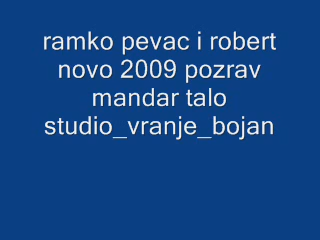 ramko pevac i robert
novo 2009 pozrav
mandar talo
studio_vranje_bojan